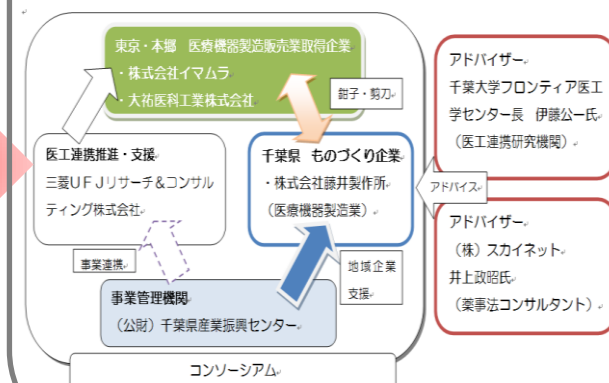 東京・本郷 医療機器製造販売業取得企業
・株式会社イマムラ
・大祐医科工業株式会社
鉗子・剪刀
医工連携推進・支援
三菱UFJリサーチ&コンサル
ティング株式会社
千葉県 ものづくり企業
・株式会社藤井製作所
(医療機器製造業)
事業連携
地域企業
支援
事業管理機関
(公財)千葉県産業振興センター
コンソーシアム
アドバイス
アドバイザー
千葉大学フロンティア医工
学センター長 伊藤公一氏
(医工連携研究機関)
アドバイザー
(株)スカイネット
井上政昭氏
(薬事法コンサルタント)